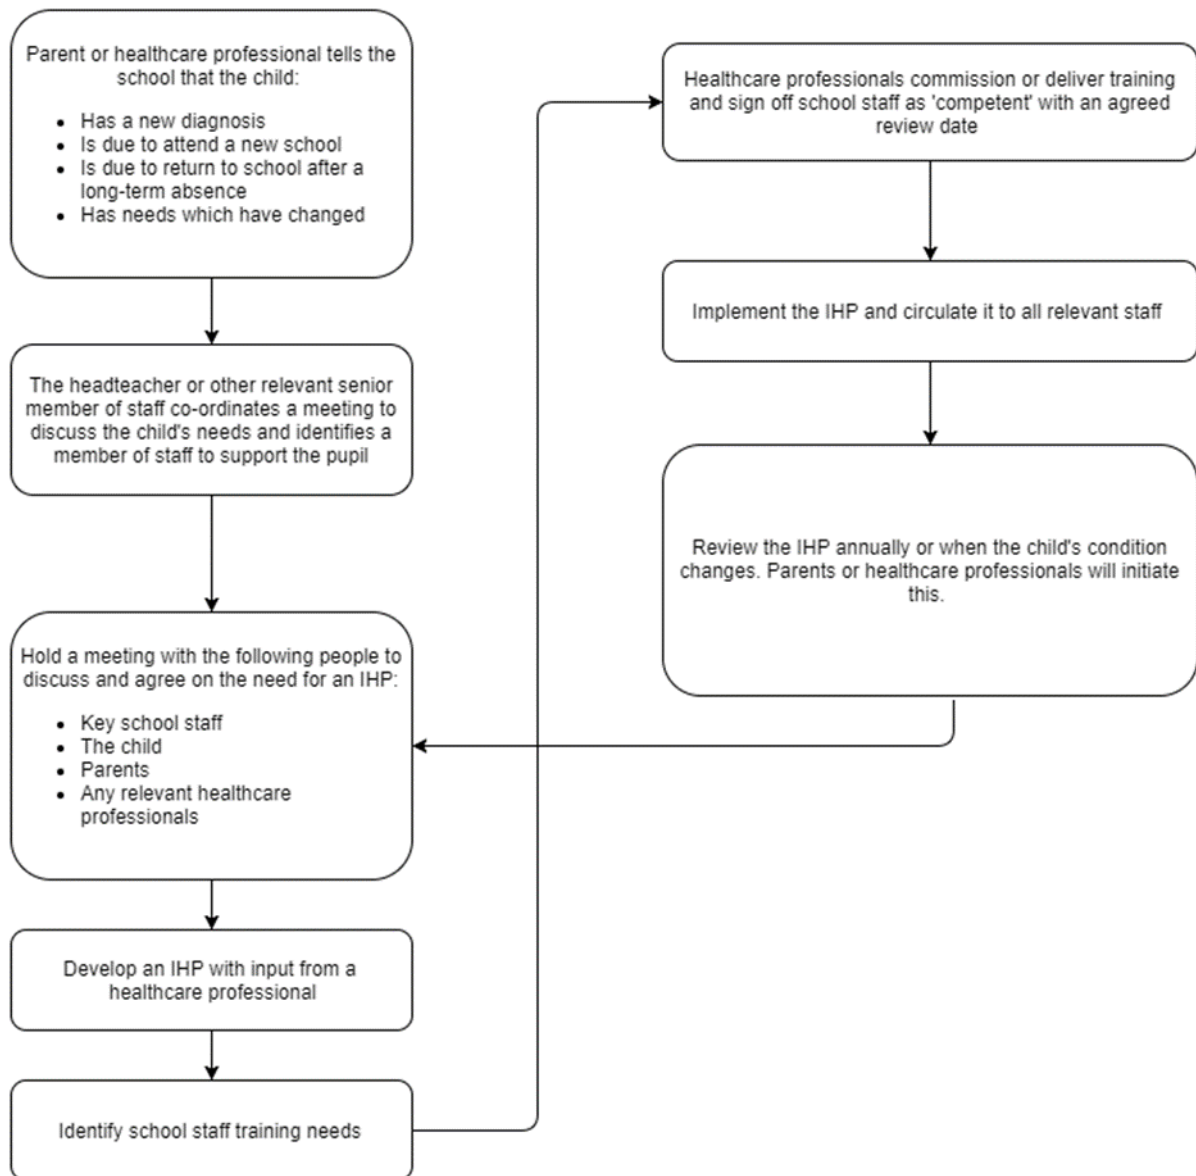 Parent or healthcare professional tells the
school that the child:
• Has a new diagnosis
• Is due to attend a new school
• Is due to return to school after a
long-term absence
• Has needs which have changed
The headteacher or other relevant senior
member of staff co-ordinates a meeting to
discuss the child's needs and identifies a
member of staff to support the pupil
Hold a meeting with the following people to
discuss and agree on the need for an IHP:
• Key school staff
• The child
• Parents
• Any relevant healthcare
professionals
Develop an IHP with input from a
healthcare professional
Identify school staff training needs
Healthcare professionals commission or deliver training
and sign off school staff as 'competent' with an agreed
review date
Implement the IHP and circulate it to all relevant staff
Review the IHP annually or when the child's condition
changes. Parents or healthcare professionals will initiate
this.